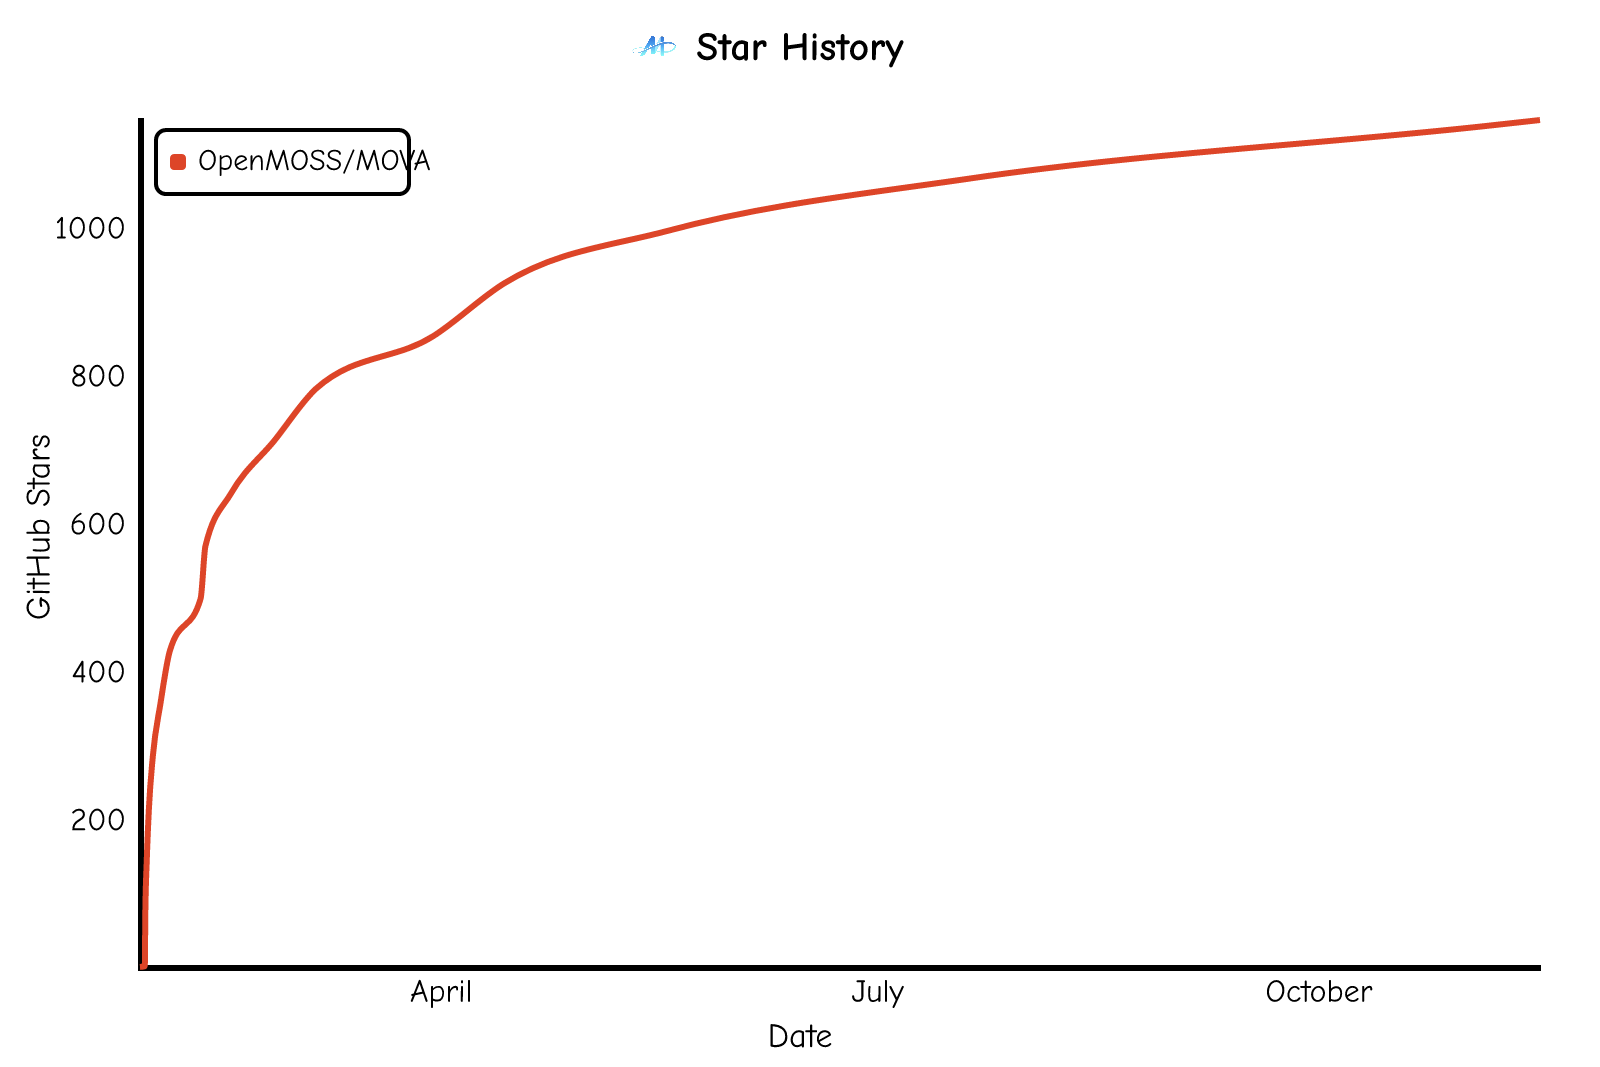 Star History
OpenMOSS/MOVA
1000
800
600
400
200
GitHub Stars
April
July
October
Date